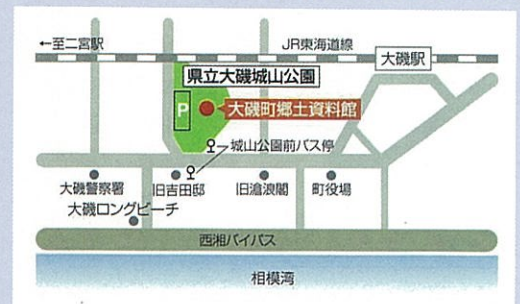 ←至二宮駅
JR東海道線
大磯駅
県立大磯城山公園
P
大磯町郷土資料館
城山公園前バス停
大磯警察署
旧吉田邸
旧滄浪閣
町役場
大磯ロングビーチ
西湘バイパス
相模湾